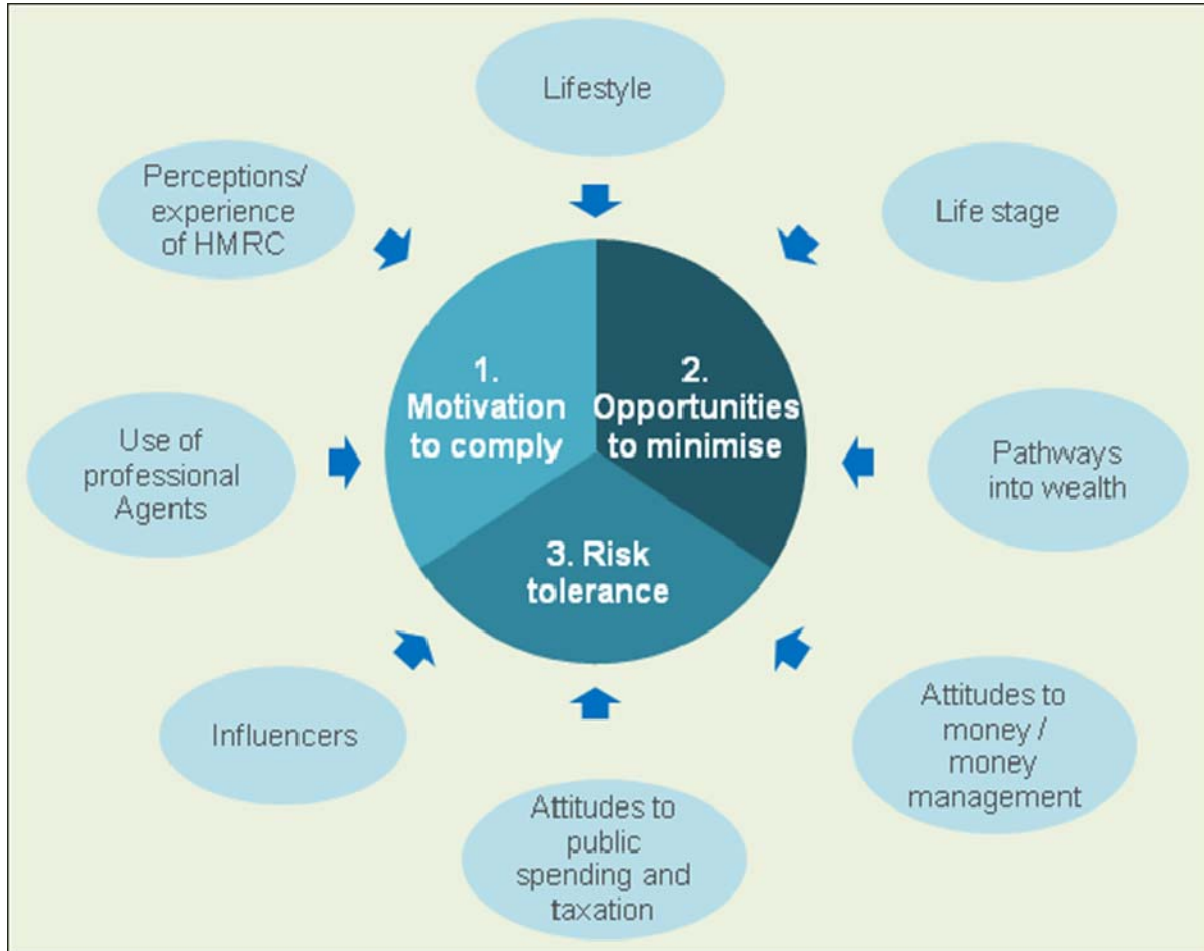 Lifestyle
Perceptions/
experience
of HMRC
Life stage
1.
Motivation
to comply
2.
Opportunities
to minimise
Use of
professional
Agents
Pathways
into wealth
3. Risk
tolerance
Influencers
Attitudes to
money /
money
management
Attitudes to
public
spending and
taxation